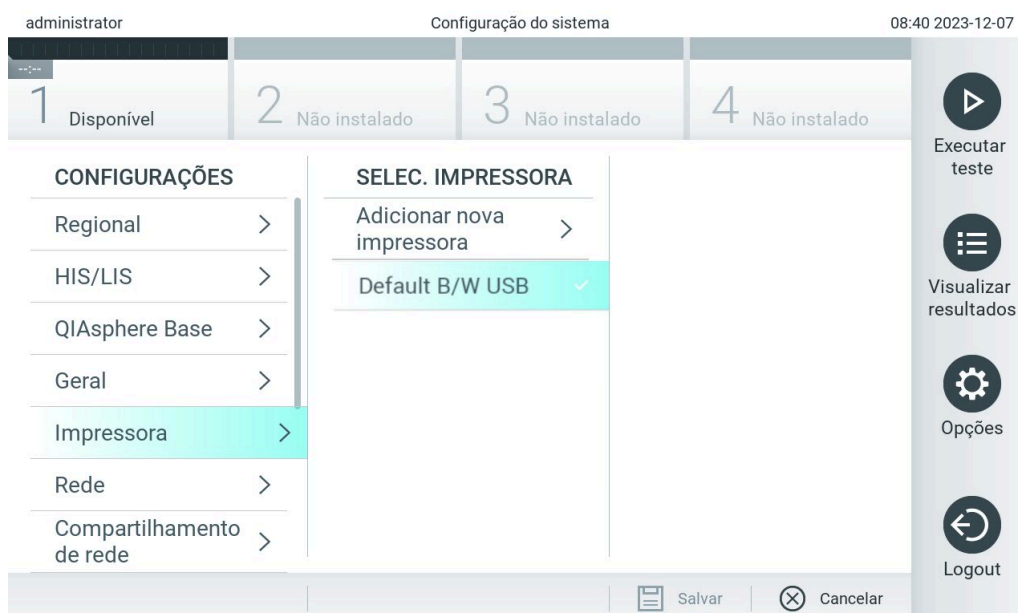 administrator
Configuração do sistema
08:40 2023-12-07
--:--
1 Disponível
2 Não instalado
3 Não instalado
4 Não instalado
CONFIGURAÇÕES
Regional
HIS/LIS
QIAsphere Base
Geral
Impressora
Rede
Compartilhamento
de rede
SELEC. IMPRESSORA
Adicionar nova
impressora
Default B/W USB
Executar
teste
Visualizar
resultados
Opções
Logout
Salvar
Cancelar